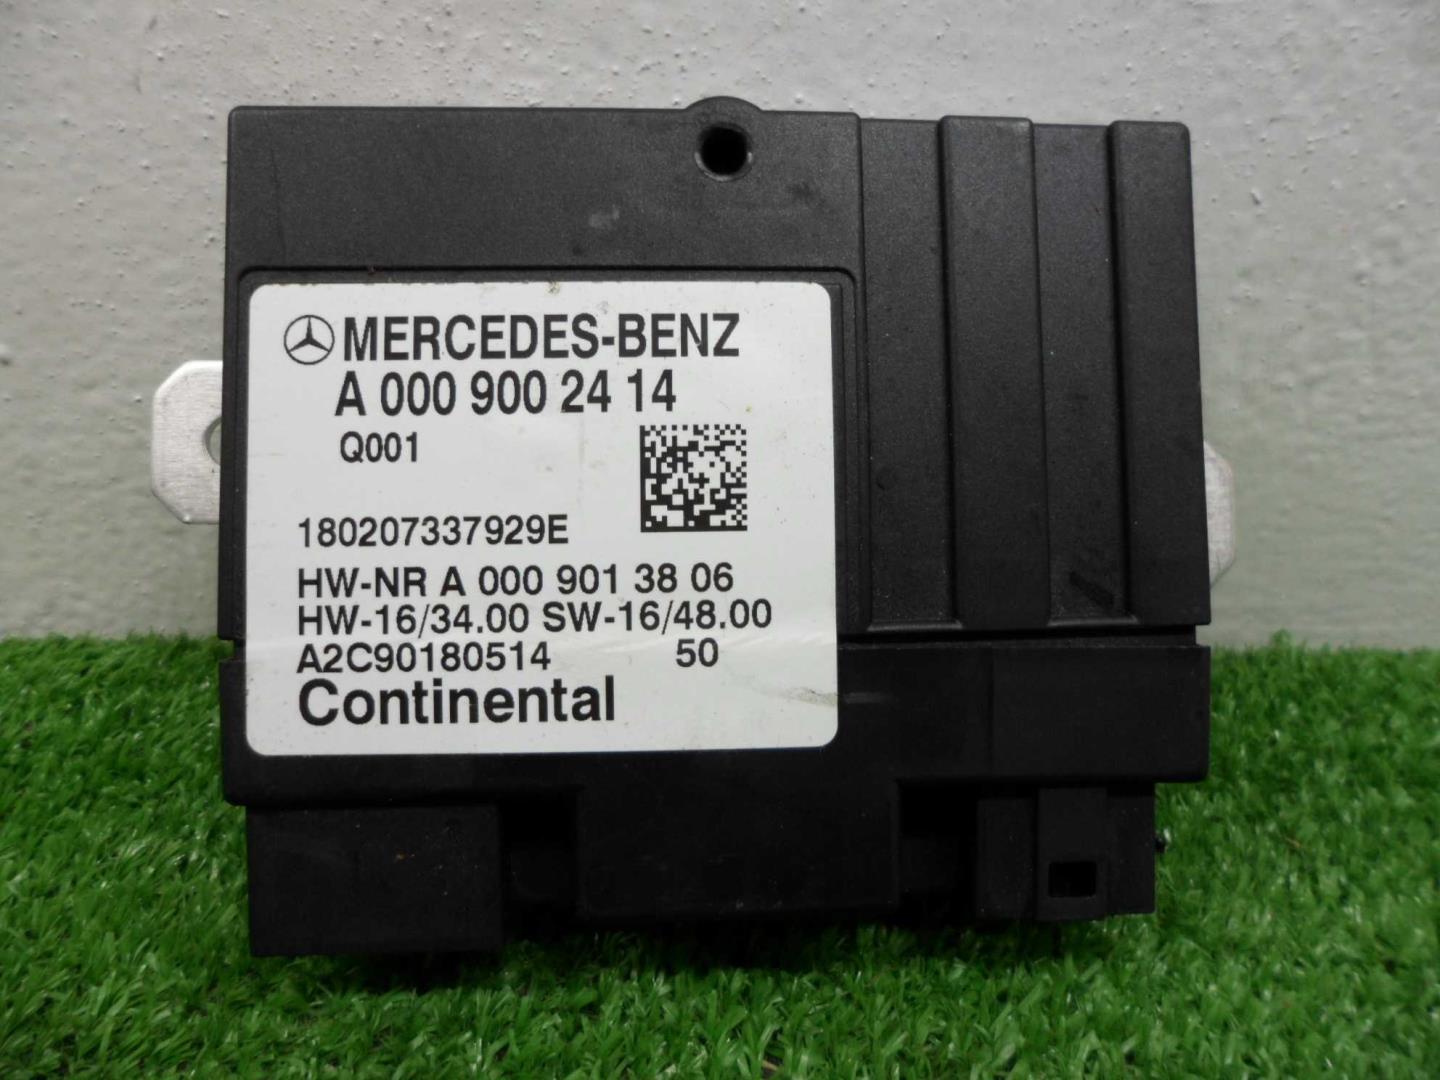 MERCEDES-BENZ
A 000 900 24 14
Q001
180207337929E
HW-NR A 000 901 38 06
HW-16/34.00 SW-16/48.00
A2C90180514 50
Continental